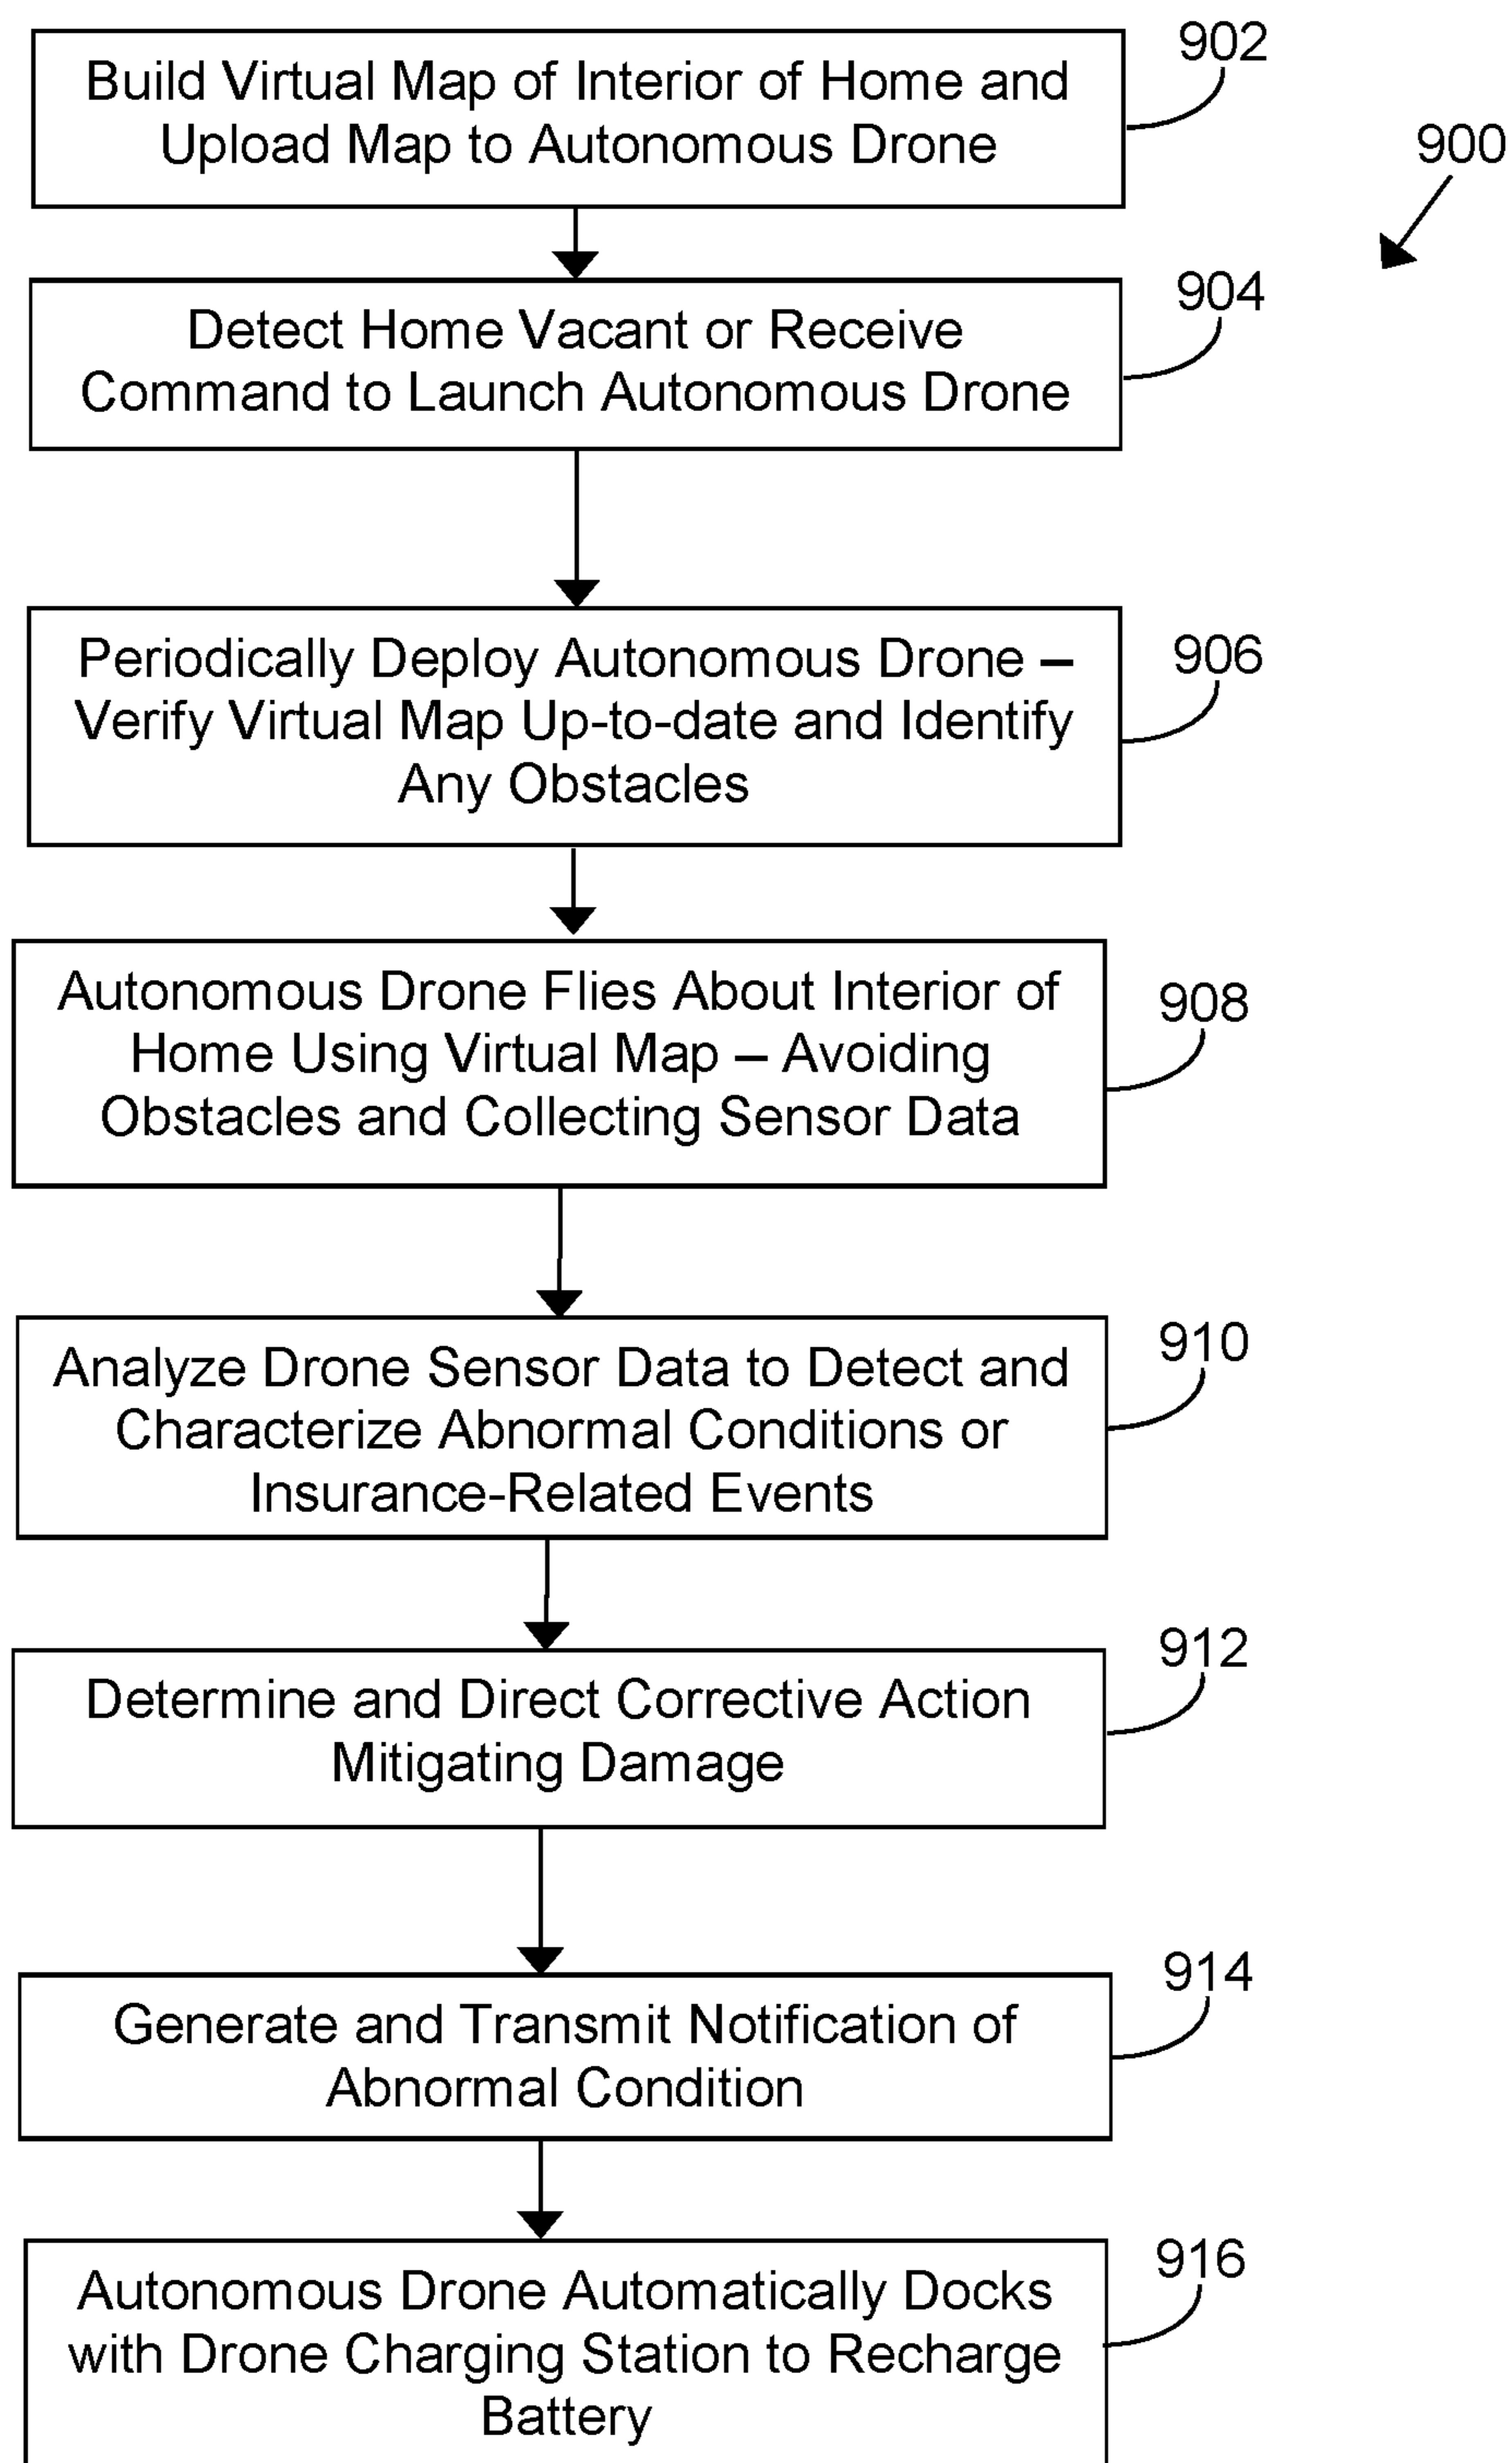 Build Virtual Map of Interior of Home and
Upload Map to Autonomous Drone
902
900
Detect Home Vacant or Receive
Command to Launch Autonomous Drone
904
Periodically Deploy Autonomous Drone –
Verify Virtual Map Up-to-date and Identify
Any Obstacles
906
Autonomous Drone Flies About Interior of
Home Using Virtual Map – Avoiding
Obstacles and Collecting Sensor Data
908
Analyze Drone Sensor Data to Detect and
Characterize Abnormal Conditions or
Insurance-Related Events
910
Determine and Direct Corrective Action
Mitigating Damage
912
Generate and Transmit Notification of
Abnormal Condition
914
Autonomous Drone Automatically Docks
with Drone Charging Station to Recharge
Battery
916